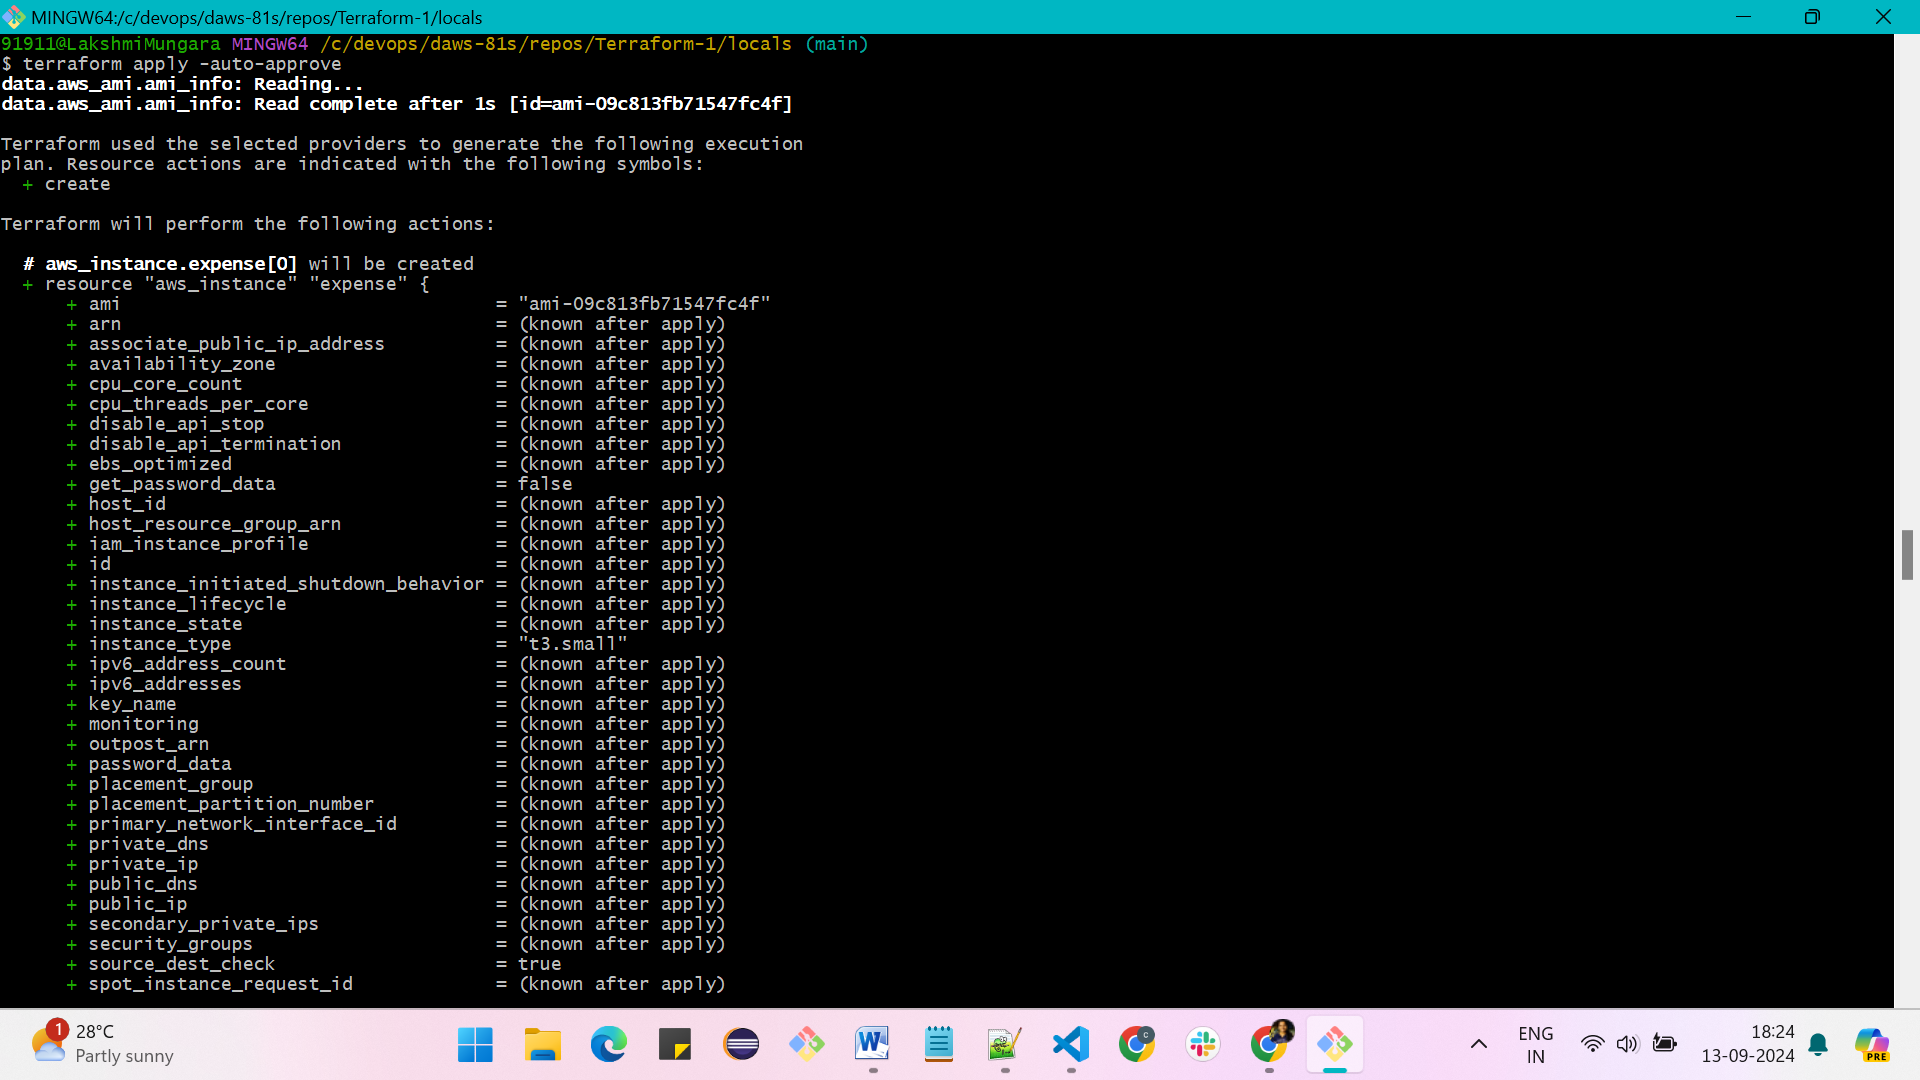 MINGW64:/c/devops/daws-81s/repos/Terraform-1/locals
91911@LakshmiMungara MINGW64 /c/devops/daws-81s/repos/Terraform-1/locals (main)
$ terraform apply -auto-approve
data.aws_ami.ami_info: Reading...
data.aws_ami.ami_info: Read complete after 1s [id=ami-09c813fb71547fc4f]
Terraform used the selected providers to generate the following execution
plan. Resource actions are indicated with the following symbols:
+ create
Terraform will perform the following actions:
# aws_instance.expense[0] will be created
+ resource "aws_instance" "expense" {
+ ami = "ami-09c813fb71547fc4f"
+ arn = (known after apply)
+ associate_public_ip_address = (known after apply)
+ availability_zone = (known after apply)
+ cpu_core_count = (known after apply)
+ cpu_threads_per_core = (known after apply)
+ disable_api_stop = (known after apply)
+ disable_api_termination = (known after apply)
+ ebs_optimized = (known after apply)
+ get_password_data = false
+ host_id = (known after apply)
+ host_resource_group_arn = (known after apply)
+ iam_instance_profile = (known after apply)
+ id = (known after apply)
+ instance_initiated_shutdown_behavior = (known after apply)
+ instance_lifecycle = (known after apply)
+ instance_state = (known after apply)
+ instance_type = "t3.small"
+ ipv6_address_count = (known after apply)
+ ipv6_addresses = (known after apply)
+ key_name = (known after apply)
+ monitoring = (known after apply)
+ outpost_arn = (known after apply)
+ password_data = (known after apply)
+ placement_group = (known after apply)
+ placement_partition_number = (known after apply)
+ primary_network_interface_id = (known after apply)
+ private_dns = (known after apply)
+ private_ip = (known after apply)
+ public_dns = (known after apply)
+ public_ip = (known after apply)
+ secondary_private_ips = (known after apply)
+ security_groups = (known after apply)
+ source_dest_check = true
+ spot_instance_request_id = (known after apply)
1
28°C
Partly sunny
W
C
ENG
IN
18:24
13-09-2024
PRE